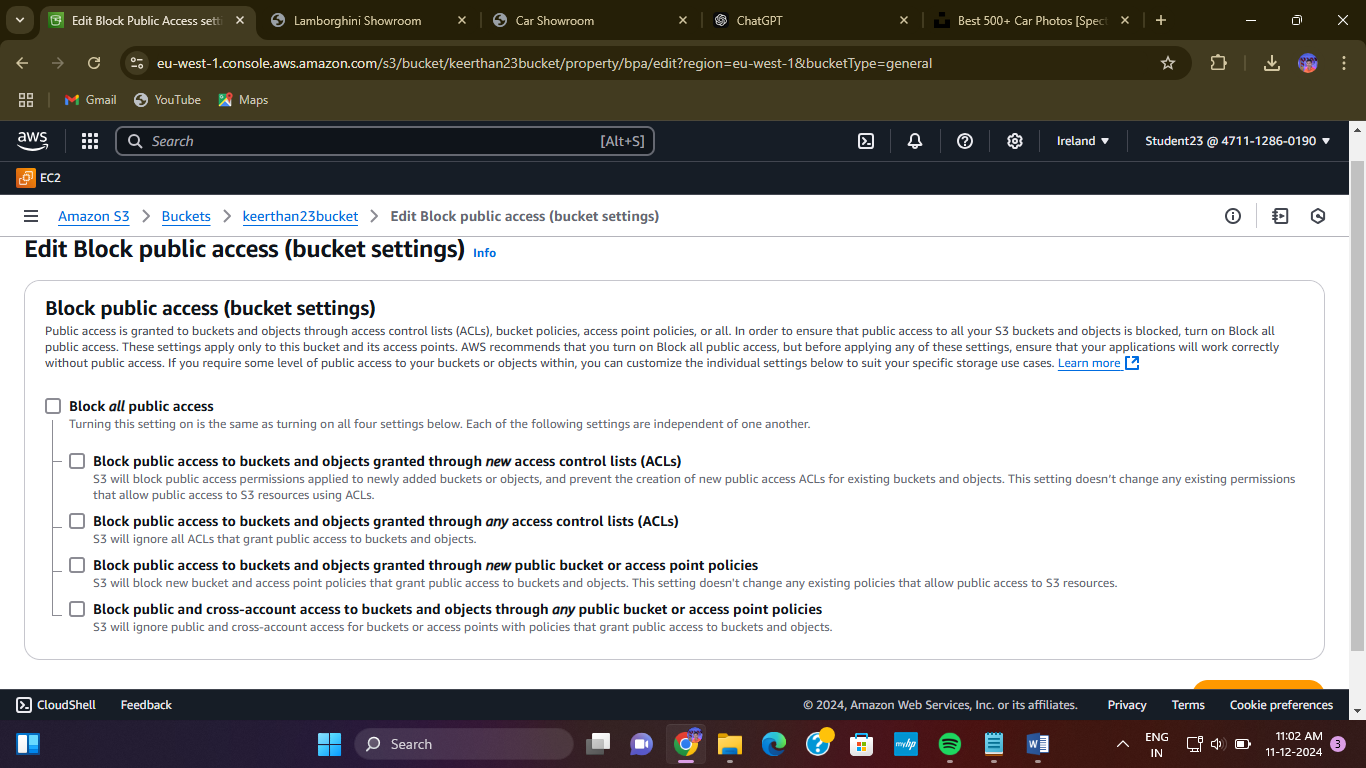 Edit Block Public Access sett
Lamborghini Showroom
Car Showroom
ChatGPT
Best 500+ Car Photos [Spect
eu-west-1.console.aws.amazon.com/s3/bucket/keerthan23bucket/property/bpa/edit?region=eu-west-1&bucketType=general
Gmail
YouTube
Maps
aws
Search
[Alt+S]
Ireland
Student23 @ 4711-1286-0190
EC2
Amazon S3
Buckets
keerthan23bucket
Edit Block public access (bucket settings)
Edit Block public access (bucket settings) Info
Block public access (bucket settings)
Public access is granted to buckets and objects through access control lists (ACLs), bucket policies, access point policies, or all. In order to ensure that public access to all your S3 buckets and objects is blocked, turn on Block all
public access. These settings apply only to this bucket and its access points. AWS recommends that you turn on Block all public access, but before applying any of these settings, ensure that your applications will work correctly
without public access. If you require some level of public access to your buckets or objects within, you can customize the individual settings below to suit your specific storage use cases. Learn more
Block all public access
Turning this setting on is the same as turning on all four settings below. Each of the following settings are independent of one another.
Block public access to buckets and objects granted through new access control lists (ACLs)
S3 will block public access permissions applied to newly added buckets or objects, and prevent the creation of new public access ACLs for existing buckets and objects. This setting doesn't change any existing permissions
that allow public access to S3 resources using ACLs.
Block public access to buckets and objects granted through any access control lists (ACLs)
S3 will ignore all ACLs that grant public access to buckets and objects.
Block public access to buckets and objects granted through new public bucket or access point policies
S3 will block new bucket and access point policies that grant public access to buckets and objects. This setting doesn't change any existing policies that allow public access to S3 resources.
Block public and cross-account access to buckets and objects through any public bucket or access point policies
S3 will ignore public and cross-account access for buckets or access points with policies that grant public access to buckets and objects.
CloudShell
Feedback
© 2024, Amazon Web Services, Inc. or its affiliates.
Privacy
Terms
Cookie preferences
Search
myhp
ENG
IN
11:02 AM
11-12-2024
3